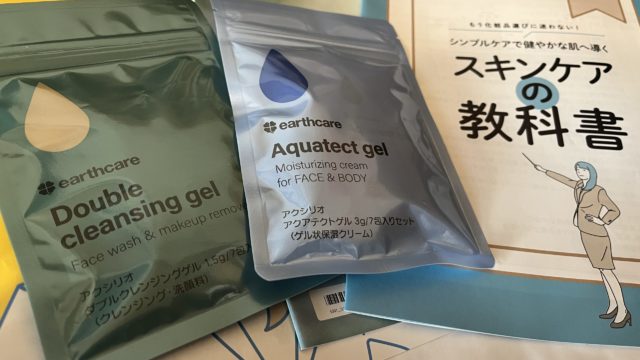 earthcare
Double
cleansing gel
Face wash & makeup remov
アクシリオ
ダブルクレンジングゲル 1.5g/7包
(クレンジング・洗顔料)
earthcare
Aquatect gel
Moisturizing cream
for FACE & BODY
アクシリオ
アクアテクトゲル 3g/7包入りセット
(ゲル状保湿クリーム)
もう化粧品選びに迷わない!
シンプルケアで健やかな肌へ導く
スキンケア
の
教科書